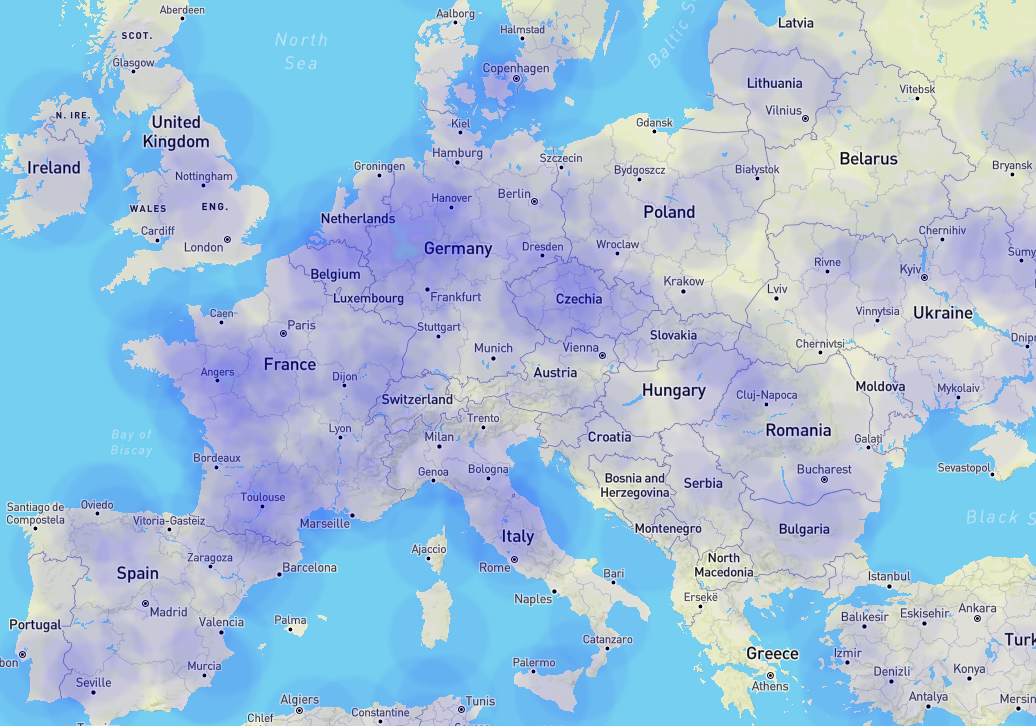 Aberdeen
SCOT.
Glasgow
North
Sea
Aalborg
Halmstad
Copenhagen
Baltic S
Latvia
Lithuania
Vilnius
Vitebsk
N. IRE.
Ireland
United
Kingdom
Nottingham
WALES
ENG.
Cardiff
London
Kiel
Hamburg
Groningen
Szczecin
Gdansk
Bydgoszcz
Białystok
Belarus
Bryansk
Hanover
Berlin
Netherlands
Germany
Poland
Chernihiv
Belgium
Dresden
Wroclaw
Rivne
Kyiv
Sumy
Luxembourg
Frankfurt
Czechia
Krakow
Lviv
Vinnytsia
Ukraine
Caen
Paris
Stuttgart
Munich
Vienna
Slovakia
Chernivtsi
Dnip
Angers
France
Dijon
Austria
Switzerland
Hungary
Cluj-Napoca
Moldova
Mykolaiv
Lyon
Trento
Milan
Croatia
Romania
Galați
Bay of
Biscay
Bordeaux
Genoa
Bologna
Bosnia and
Herzegovina
Serbia
Bucharest
Sevastopol
Toulouse
Marseille
Santiago de
Compostela
Oviedo
Vitoria-Gasteiz
Italy
Montenegro
Bulgaria
Black S
Zaragoza
Barcelona
Ajaccio
Rome
North
Macedonia
Spain
Madrid
Naples
Bari
Ersekë
Istanbul
Portugal
Valencia
Palma
Balıkesir
Eskisehir
Ankara
bon
Murcia
Catanzaro
Greece
Athens
Izmir
Turk
Seville
Palermo
Denizli
Konya
Algiers
Tunis
Antalya
Mersin
Chlef
Constantine